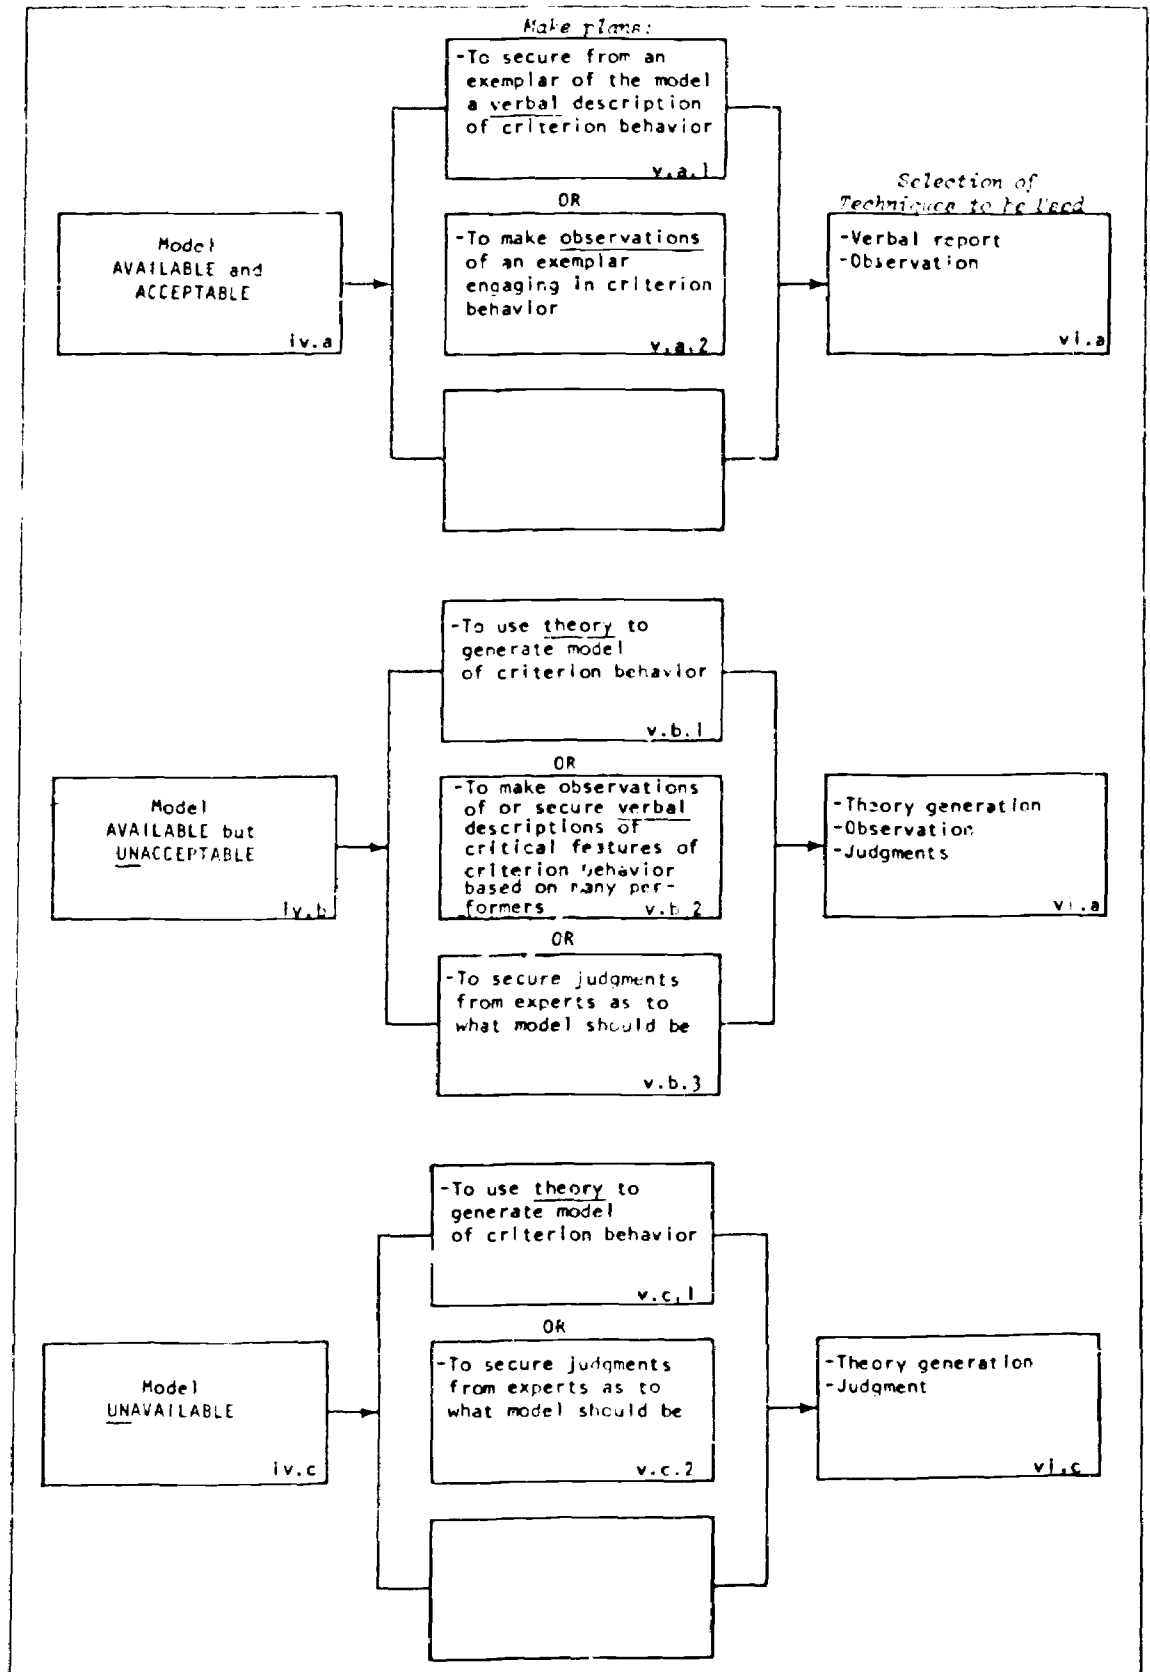 Make plans:
-To secure from an
exemplar of the model
a verbal description
of criterion behavior
v.a.1
OR
Selection of
Techniques to be Used
Model
AVAILABLE and
ACCEPTABLE
iv.a
-To make observations
of an exemplar
engaging in criterion
behavior
v.a.2
-Verbal report
-Observation
vi.a
-To use theory to
generate model
of criterion behavior
v.b.1
OR
Model
AVAILABLE but
UNACCEPTABLE
iv.b
-To make observations
of or secure verbal
descriptions of
critical features of
criterion behavior
based on many per-
formers v.b.2
-Theory generation
-Observation
-Judgments
vi.a
OR
-To secure judgments
from experts as to
what model should be
v.b.3
-To use theory to
generate model
of criterion behavior
v.c.1
OR
Model
UNAVAILABLE
iv.c
-To secure judgments
from experts as to
what model should be
v.c.2
-Theory generation
-Judgment
vi.c